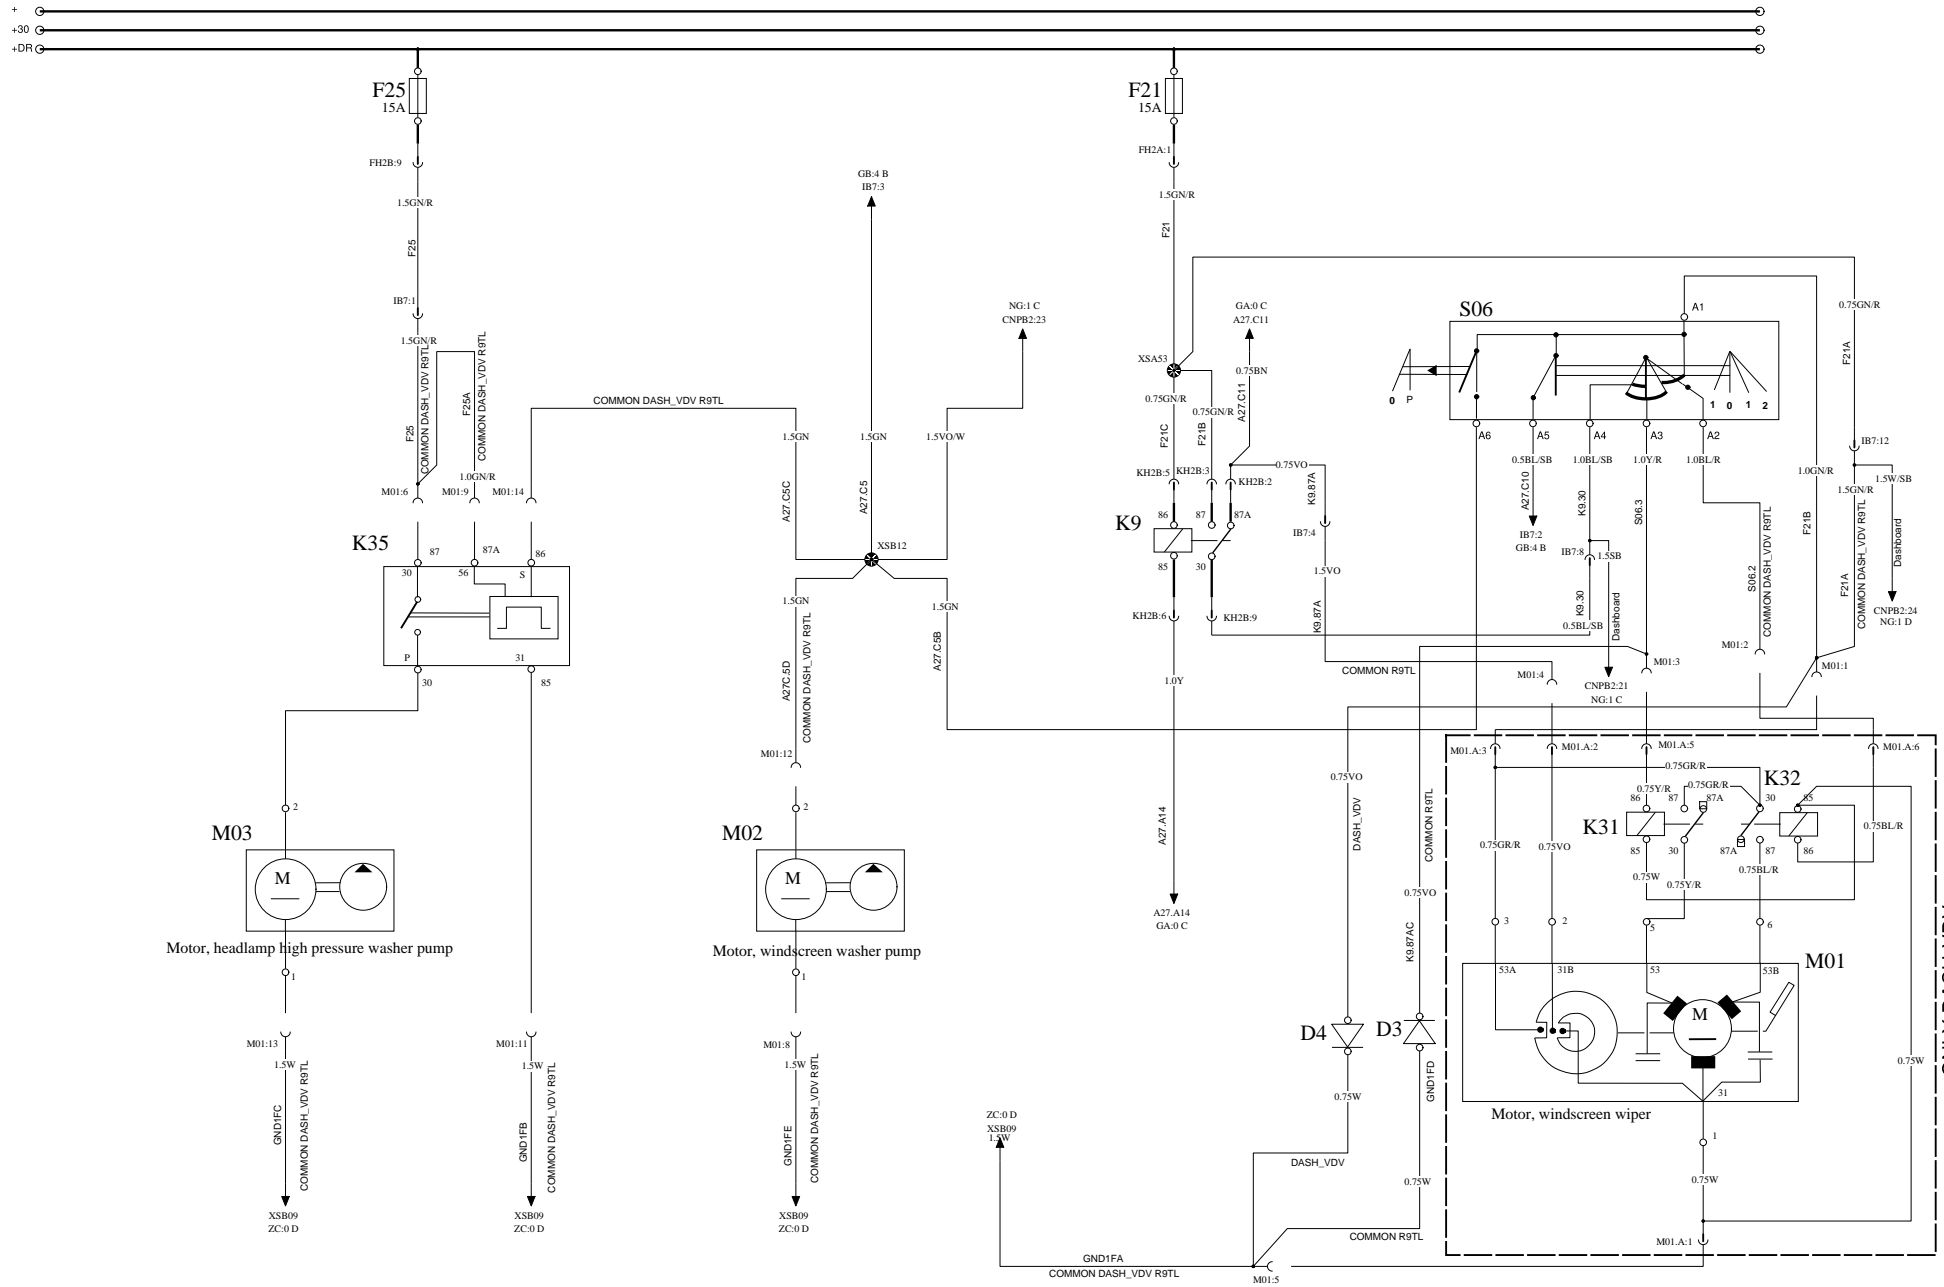 +
+30
+DR
F25
15A
F21
15A
FH2B:9
FH2A:1
GB:4 B
IB7:3
1.5GN/R
1.5GN/R
F25
F21
IB7:1
NG:1 C
CNPB2:23
GA:0 C
A27.C11
S06
A1
0.75GN/R
1.5GN/R
COMMON DASH_VDV R9TL
F25A
COMMON DASH_VDV R9TL
XSA53
0.75BN
A27.C11
F21A
0 P
1 0 1 2
COMMON DASH_VDV R9TL
0.75GN/R
0.75GN/R
F25
1.5GN
1.5GN
1.5VO/W
F21C
F21B
A6
A5
A4
A3
A2
IB7:12
1.0GN/R
0.75VO
0.5BL/SB
1.0BL/SB
1.0Y/R
1.0BL/R
1.0GN/R
1.5GN/R
1.5W/SB
M01:6
M01:9
M01:14
KH2B:5
KH2B:3
KH2B:2
A27.C5C
A27.C5
K9.87A
A27.C10
K9.30
S06.3
F21B
COMMON DASH_VDV R9TL
COMMON DASH_VDV R9TL
Dashboard
K9
86
87
87A
IB7:4
IB7:2
GB:4 B
IB7:8
1.5SB
K35
87
87A
86
XSB12
30
56
S
85
30
1.5VO
S06.2
F21A
1.5GN
1.5GN
K9.30
Dashboard
CNPB2:24
NG:1 D
KH2B:6
KH2B:9
K9.87A
0.5BL/SB
A27C.5D
COMMON DASH_VDV R9TL
A27.C5B
P
31
30
85
COMMON R9TL
M01:4
M01:3
M01:2
M01:1
1.0Y
CNPB2:21
NG:1 C
M01:12
M01.A:3
M01.A:2
M01.A:5
M01.A:6
0.75GR/R
0.75VO
0.75Y/R
0.75GR/R
K32
86
87
87A
30
85
2
2
M03
M02
A27.A14
DASH_VDV
COMMON R9TL
K31
0.75BL/R
0.75GR/R
0.75VO
85
30
87A
87
86
M
M
0.75W
0.75Y/R
0.75BL/R
0.75VO
A27.A14
GA:0 C
3
2
5
6
Motor, headlamp high pressure washer pump
Motor, windscreen washer pump
K9.87AC
1
1
53A
31B
53
53B
M01
M
D4
D3
M01:13
M01:11
M01:8
1.5W
1.5W
1.5W
0.75W
GND1FD
0.75W
31
Motor, windscreen wiper
GND1FC
COMMON DASH_VDV R9TL
GND1FB
COMMON DASH_VDV R9TL
GND1FE
COMMON DASH_VDV R9TL
ZC:0 D
XSB09
1.5W
1
DASH_VDV
0.75W
0.75W
XSB09
ZC:0 D
XSB09
ZC:0 D
XSB09
ZC:0 D
COMMON R9TL
M01.A:1
GND1FA
COMMON DASH_VDV R9TL
M01:5